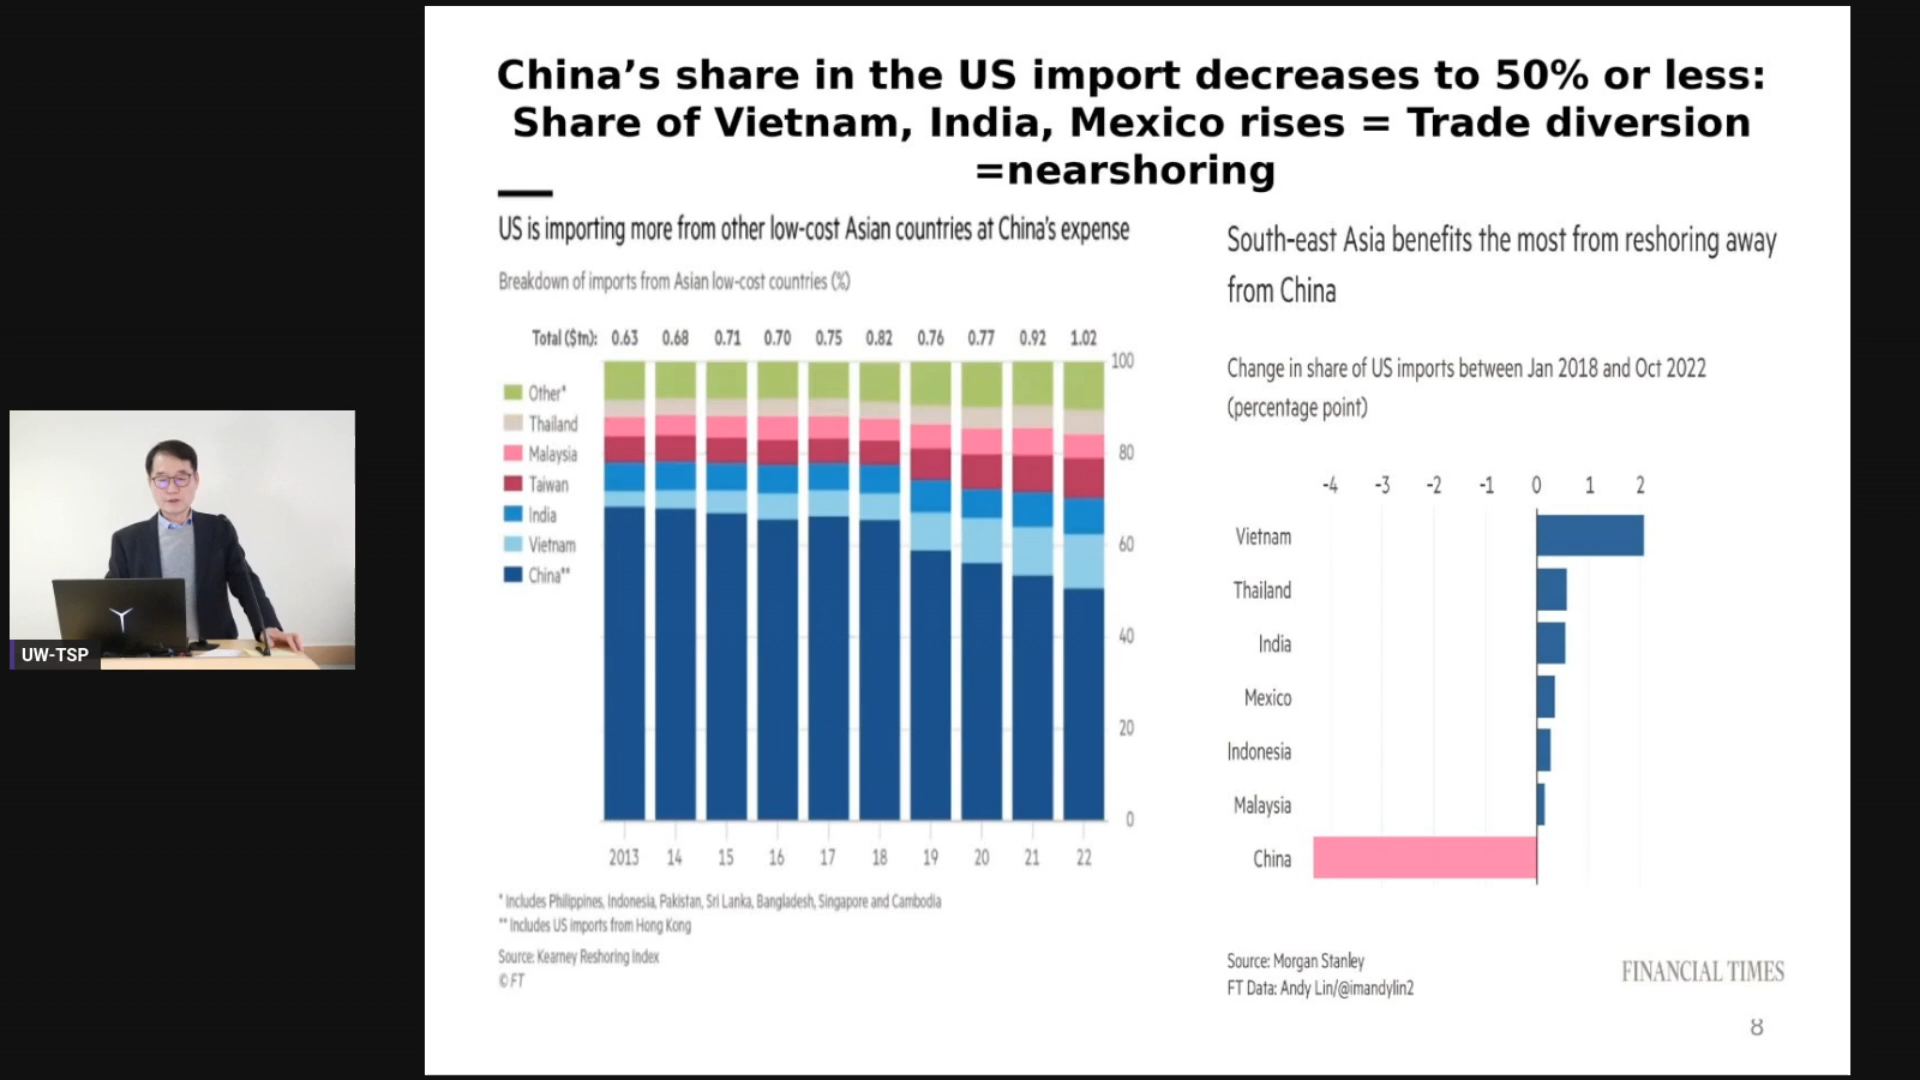 China’s share in the US import decreases to 50% or less:
Share of Vietnam, India, Mexico rises = Trade diversion
=nearshoring
US is importing more from other low-cost Asian countries at China's expense
Breakdown of imports from Asian low-cost countries (%)
Total ($tn): 0.63 0.68 0.71 0.70 0.75 0.82 0.76 0.77 0.92 1.02
100
Other*
Thailand
Malaysia
80
Taiwan
India
Vietnam
60
China**
40
20
0
2013 14 15 16 17 18 19 20 21 22
* Includes Philippines, Indonesia, Pakistan, Sri Lanka, Bangladesh, Singapore and Cambodia
** Includes US imports from Hong Kong
Source: Kearney Reshoring Index
© FT
South-east Asia benefits the most from reshoring away
from China
Change in share of US imports between Jan 2018 and Oct 2022
(percentage point)
-4 -3 -2 -1 0 1 2
Vietnam
Thailand
India
Mexico
Indonesia
Malaysia
China
Source: Morgan Stanley
FT Data: Andy Lin/@imandylin2
FINANCIAL TIMES
8
UW-TSP